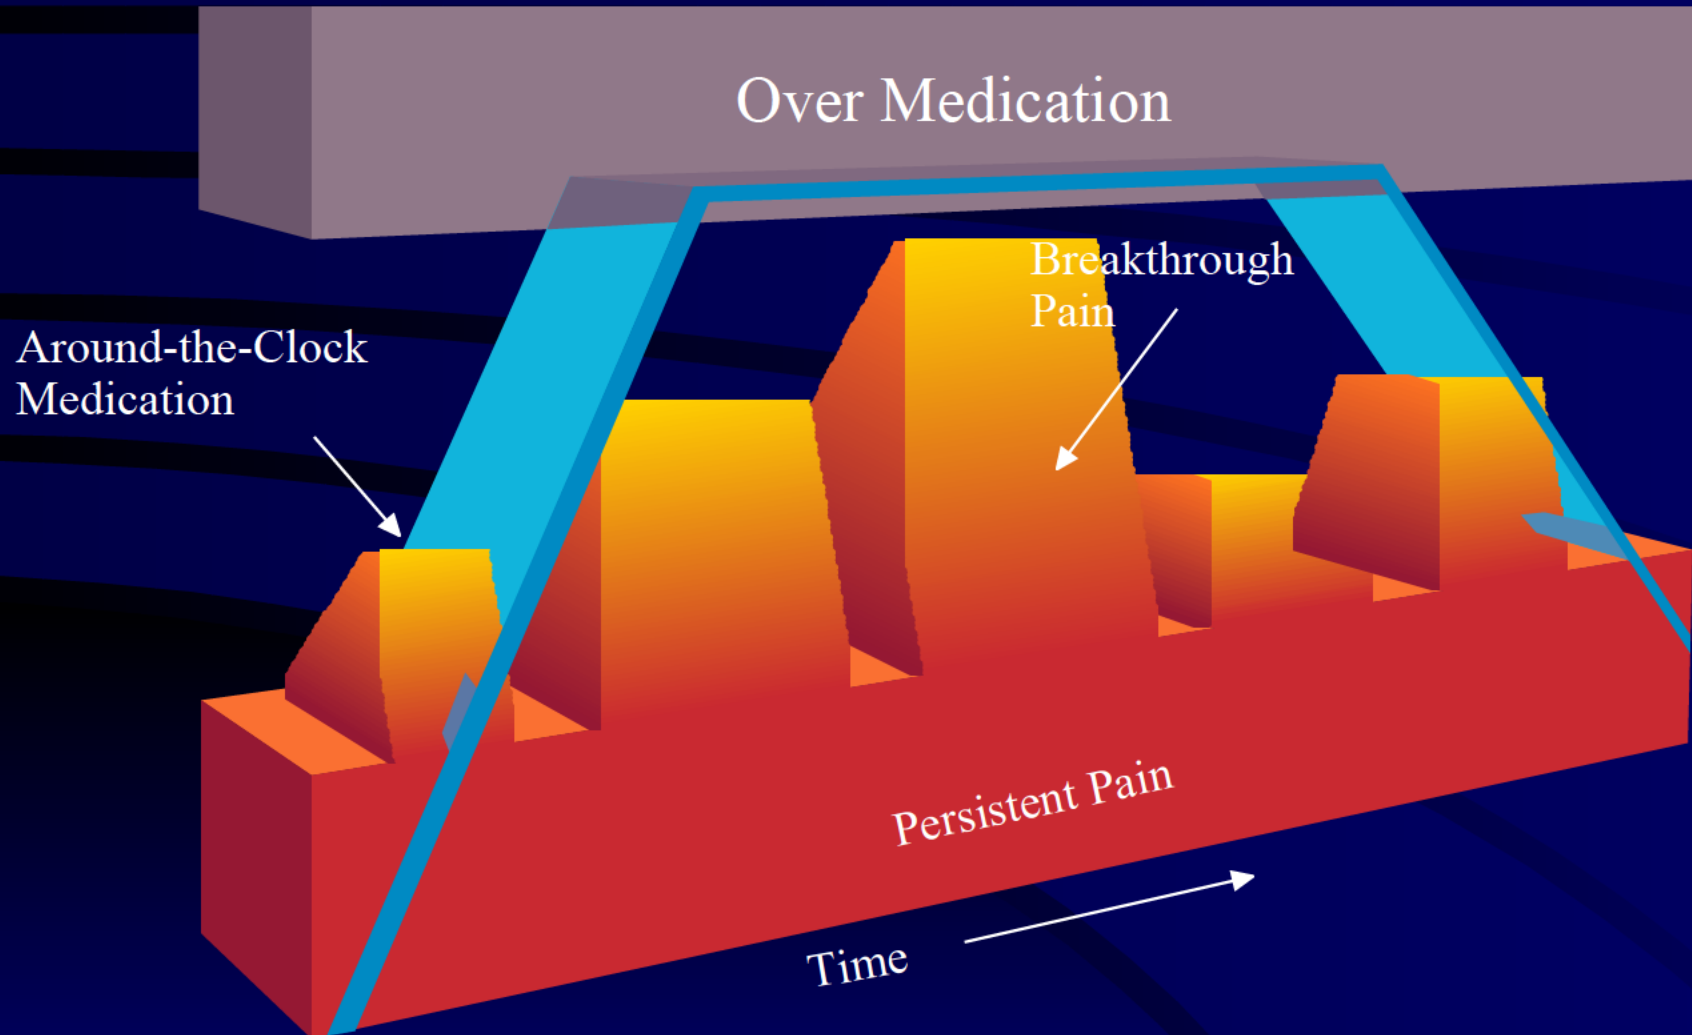 Over Medication
Breakthrough
Pain
Around-the-Clock
Medication
Persistent Pain
Time